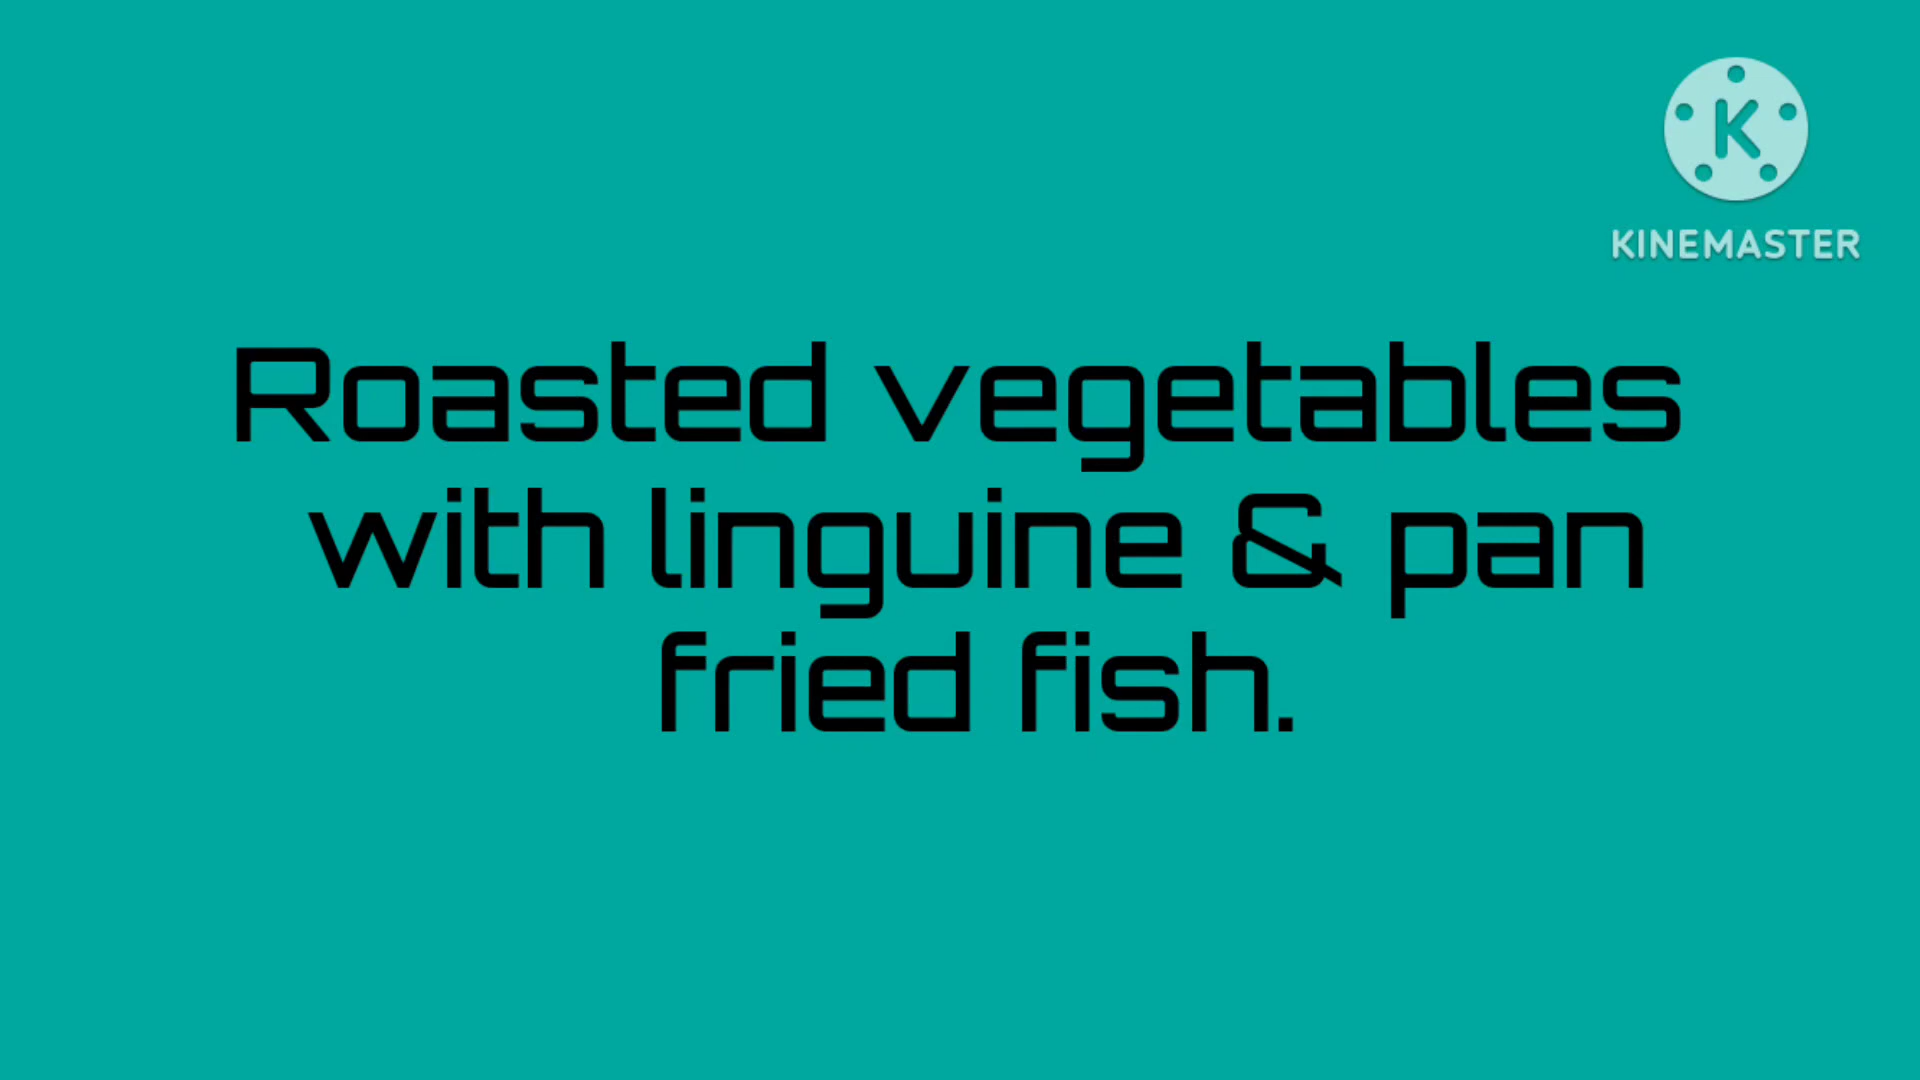 K
KINEMASTER
Roasted vegetables
with linguine & pan
fried fish.